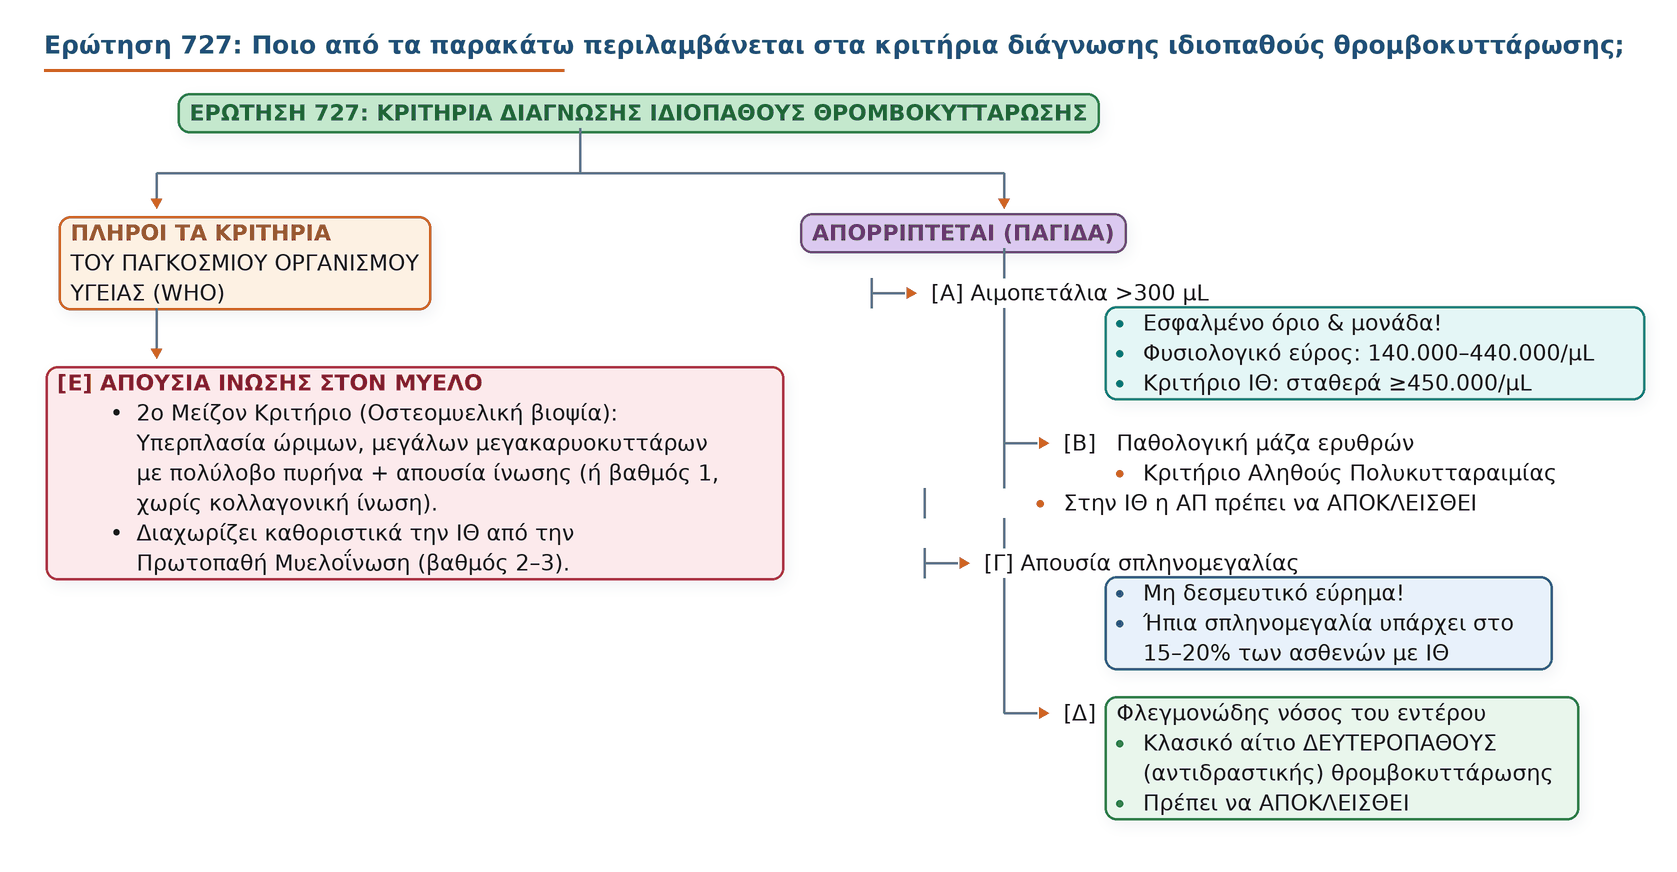 Ερώτηση 727: Ποιο από τα παρακάτω περιλαμβάνεται στα κριτήρια διάγνωσης ιδιοπαθούς θρομβοκυττάρωσης;
ΕΡΩΤΗΣΗ 727: ΚΡΙΤΗΡΙΑ ΔΙΑΓΝΩΣΗΣ ΙΔΙΟΠΑΘΟΥΣ ΘΡΟΜΒΟΚΥΤΤΑΡΩΣΗΣ
ΠΛΗΡΟΙ ΤΑ ΚΡΙΤΗΡΙΑ
ΤΟΥ ΠΑΓΚΟΣΜΙΟΥ ΟΡΓΑΝΙΣΜΟΥ
ΥΓΕΙΑΣ (WHO)
[Ε] ΑΠΟΥΣΙΑ ΙΝΩΣΗΣ ΣΤΟΝ ΜΥΕΛΟ
• 2ο Μείζον Κριτήριο (Οστεομυελική βιοψία):
Υπερπλασία ώριμων, μεγάλων μεγακαρυοκυττάρων
με πολύλοβο πυρήνα + απουσία ίνωσης (ή βαθμός 1,
χωρίς κολλαγονική ίνωση).
• Διαχωρίζει καθοριστικά την ΙΘ από την
Πρωτοπαθή Μυελοΐνωση (βαθμός 2–3).
ΑΠΟΡΡΙΠΤΕΤΑΙ (ΠΑΓΙΔΑ)
[Α] Αιμοπετάλια >300 μL
• Εσφαλμένο όριο & μονάδα!
• Φυσιολογικό εύρος: 140.000–440.000/μL
• Κριτήριο ΙΘ: σταθερά ≥450.000/μL
[Β] Παθολογική μάζα ερυθρών
• Κριτήριο Αληθούς Πολυκυτταραιμίας
• Στην ΙΘ η ΑΠ πρέπει να ΑΠΟΚΛΕΙΣΘΕΙ
[Γ] Απουσία σπληνομεγαλίας
• Μη δεσμευτικό εύρημα!
• Ήπια σπληνομεγαλία υπάρχει στο
15–20% των ασθενών με ΙΘ
[Δ] Φλεγμονώδης νόσος του εντέρου
• Κλασικό αίτιο ΔΕΥΤΕΡΟΠΑΘΟΥΣ
(αντιδραστικής) θρομβοκυττάρωσης
• Πρέπει να ΑΠΟΚΛΕΙΣΘΕΙ